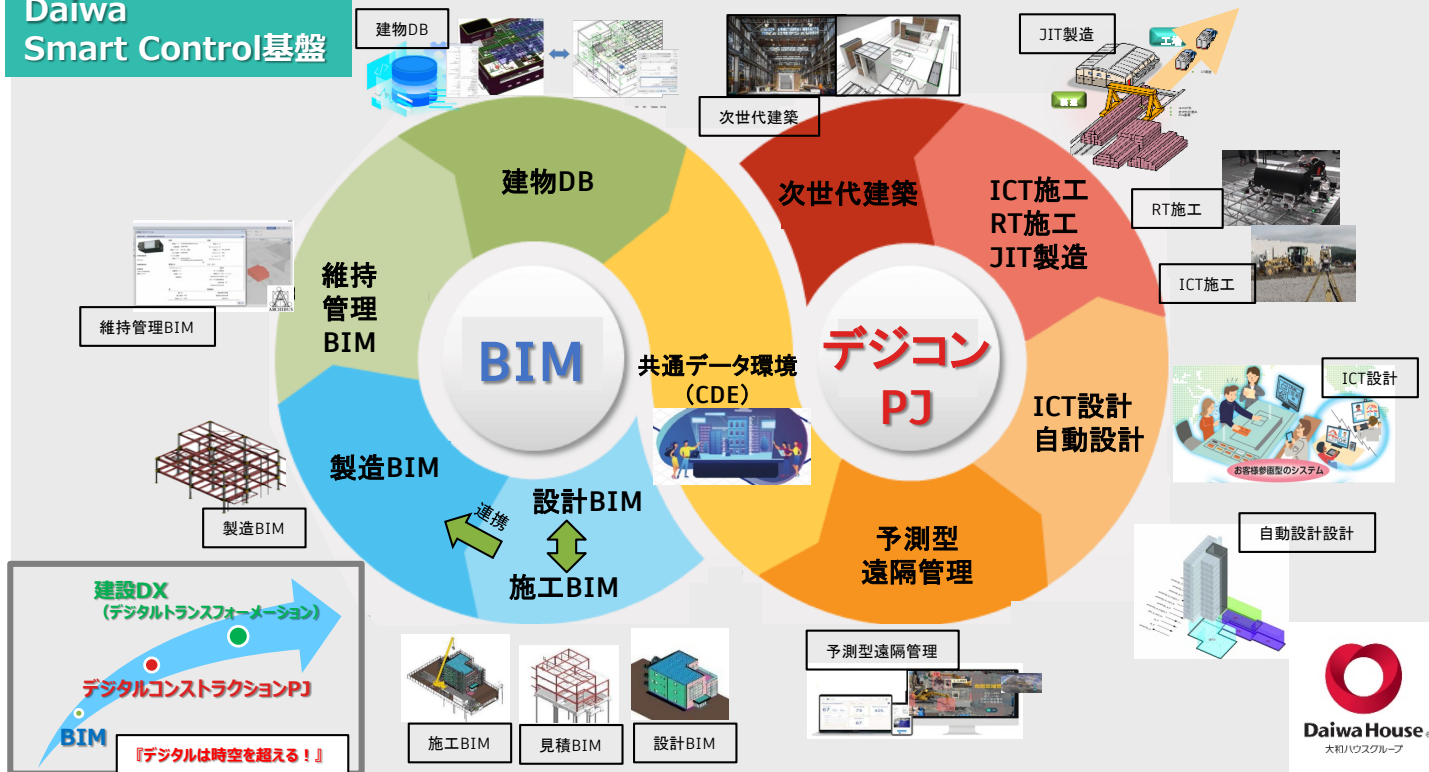 Daiwa
Smart Control基盤
建物DB
次世代建築
JIT製造
工場
RT施工
ICT施工
ICT設計
お客様参画型のシステム
自動設計設計
維持管理BIM
ARCHIBUS
製造BIM
建物DB
維持
管理
BIM
製造BIM
設計BIM
連携
施工BIM
BIM
共通データ環境
（CDE）
次世代建築
ICT施工
RT施工
JIT製造
ICT設計
自動設計
予測型
遠隔管理
デジコン
PJ
予測型遠隔管理
施工BIM
見積BIM
設計BIM
建設DX
（デジタルトランスフォーメーション）
デジタルコンストラクションPJ
BIM
『デジタルは時空を超える！』
Daiwa House®
大和ハウスグループ